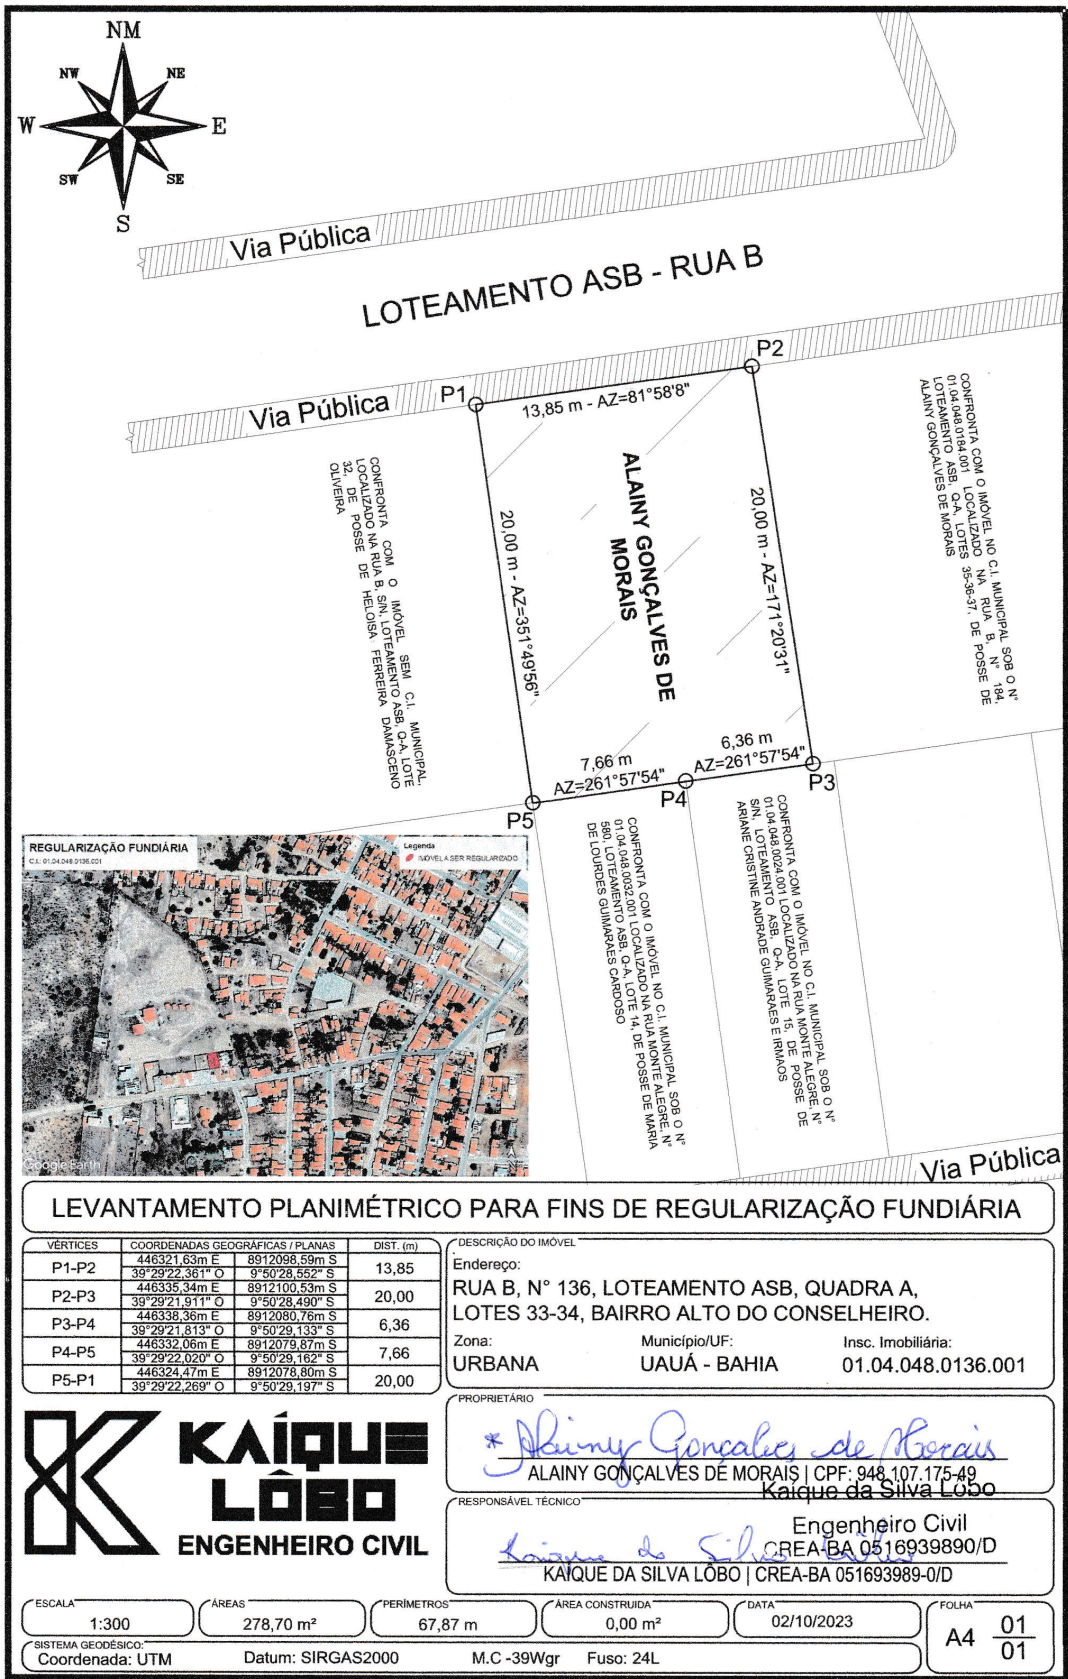 NM
NW
NE
W
E
SW
SE
S
Via Pública
LOTEAMENTO ASB - RUA B
Via Pública
P1
P2
13,85 m - AZ=81°58'8"
20,00 m - AZ=351°49'56"
ALAINY GONÇALVES DE
MORAIS
20,00 m - AZ=171°20'31"
CONFRONTA COM O IMÓVEL SEM C.I. MUNICIPAL,
LOCALIZADO NA RUA B, S/N, LOTEAMENTO ASB, Q-A, LOTE
32, DE POSSE DE HELOISA FERREIRA DAMASCENO
OLIVEIRA
CONFRONTA COM O IMÓVEL NO C.I. MUNICIPAL SOB O N°
01.04.048.0184.001 LOCALIZADO NA RUA B, N° 184,
LOTEAMENTO ASB, Q-A, LOTES 35-36-37, DE POSSE DE
ALAINY GONÇALVES DE MORAIS
7,66 m
AZ=261°57'54"
6,36 m
AZ=261°57'54"
P5
P4
P3
CONFRONTA COM O IMÓVEL NO C.I. MUNICIPAL SOB O N°
01.04.048.0032.001 LOCALIZADO NA RUA MONTE ALEGRE, N°
580, LOTEAMENTO ASB, Q-A, LOTE 14, DE POSSE DE MARIA
DE LOURDES GUIMARAES CARDOSO
CONFRONTA COM O IMÓVEL NO C.I. MUNICIPAL SOB O N°
01.04.048.0024.001 LOCALIZADO NA RUA MONTE ALEGRE, N°
S/N, LOTEAMENTO ASB, Q-A, LOTE 15, DE POSSE DE
ARIANE CRISTINE ANDRADE GUIMARAES E IRMAOS
REGULARIZAÇÃO FUNDIÁRIA
C.I.: 01.04.048.0136.001
Legenda
IMÓVEL A SER REGULARIZADO
Google Earth
Via Pública
LEVANTAMENTO PLANIMÉTRICO PARA FINS DE REGULARIZAÇÃO FUNDIÁRIA
VÉRTICES COORDENADAS GEOGRÁFICAS / PLANAS DIST. (m)
P1-P2 446321,63m E 8912098,59m S 13,85
39°29'22,361" O 9°50'28,552" S
P2-P3 446335,34m E 8912100,53m S 20,00
39°29'21,911" O 9°50'28,490" S
P3-P4 446338,36m E 8912080,76m S 6,36
39°29'21,813" O 9°50'29,133" S
P4-P5 446332,06m E 8912079,87m S 7,66
39°29'22,020" O 9°50'29,162" S
P5-P1 446324,47m E 8912078,80m S 20,00
39°29'22,269" O 9°50'29,197" S
DESCRIÇÃO DO IMÓVEL
Endereço:
RUA B, N° 136, LOTEAMENTO ASB, QUADRA A,
LOTES 33-34, BAIRRO ALTO DO CONSELHEIRO.
Zona: Município/UF: Insc. Imobiliária:
URBANA UAUÁ - BAHIA 01.04.048.0136.001
KAÍQUE
LÔBO
ENGENHEIRO CIVIL
PROPRIETÁRIO
* Alainy Gonçalves de Morais
ALAINY GONÇALVES DE MORAIS | CPF: 948.107.175-49
Kaique da Silva Lôbo
RESPONSÁVEL TÉCNICO
Engenheiro Civil
CREA-BA 0516939890/D
Kaique da Silva Lôbo
KAIQUE DA SILVA LÔBO | CREA-BA 051693989-0/D
ESCALA
1:300
ÁREAS
278,70 m²
PERÍMETROS
67,87 m
ÁREA CONSTRUIDA
0,00 m²
DATA
02/10/2023
FOLHA
A4 01
01
SISTEMA GEODÉSICO:
Coordenada: UTM Datum: SIRGAS2000 M.C -39Wgr Fuso: 24L